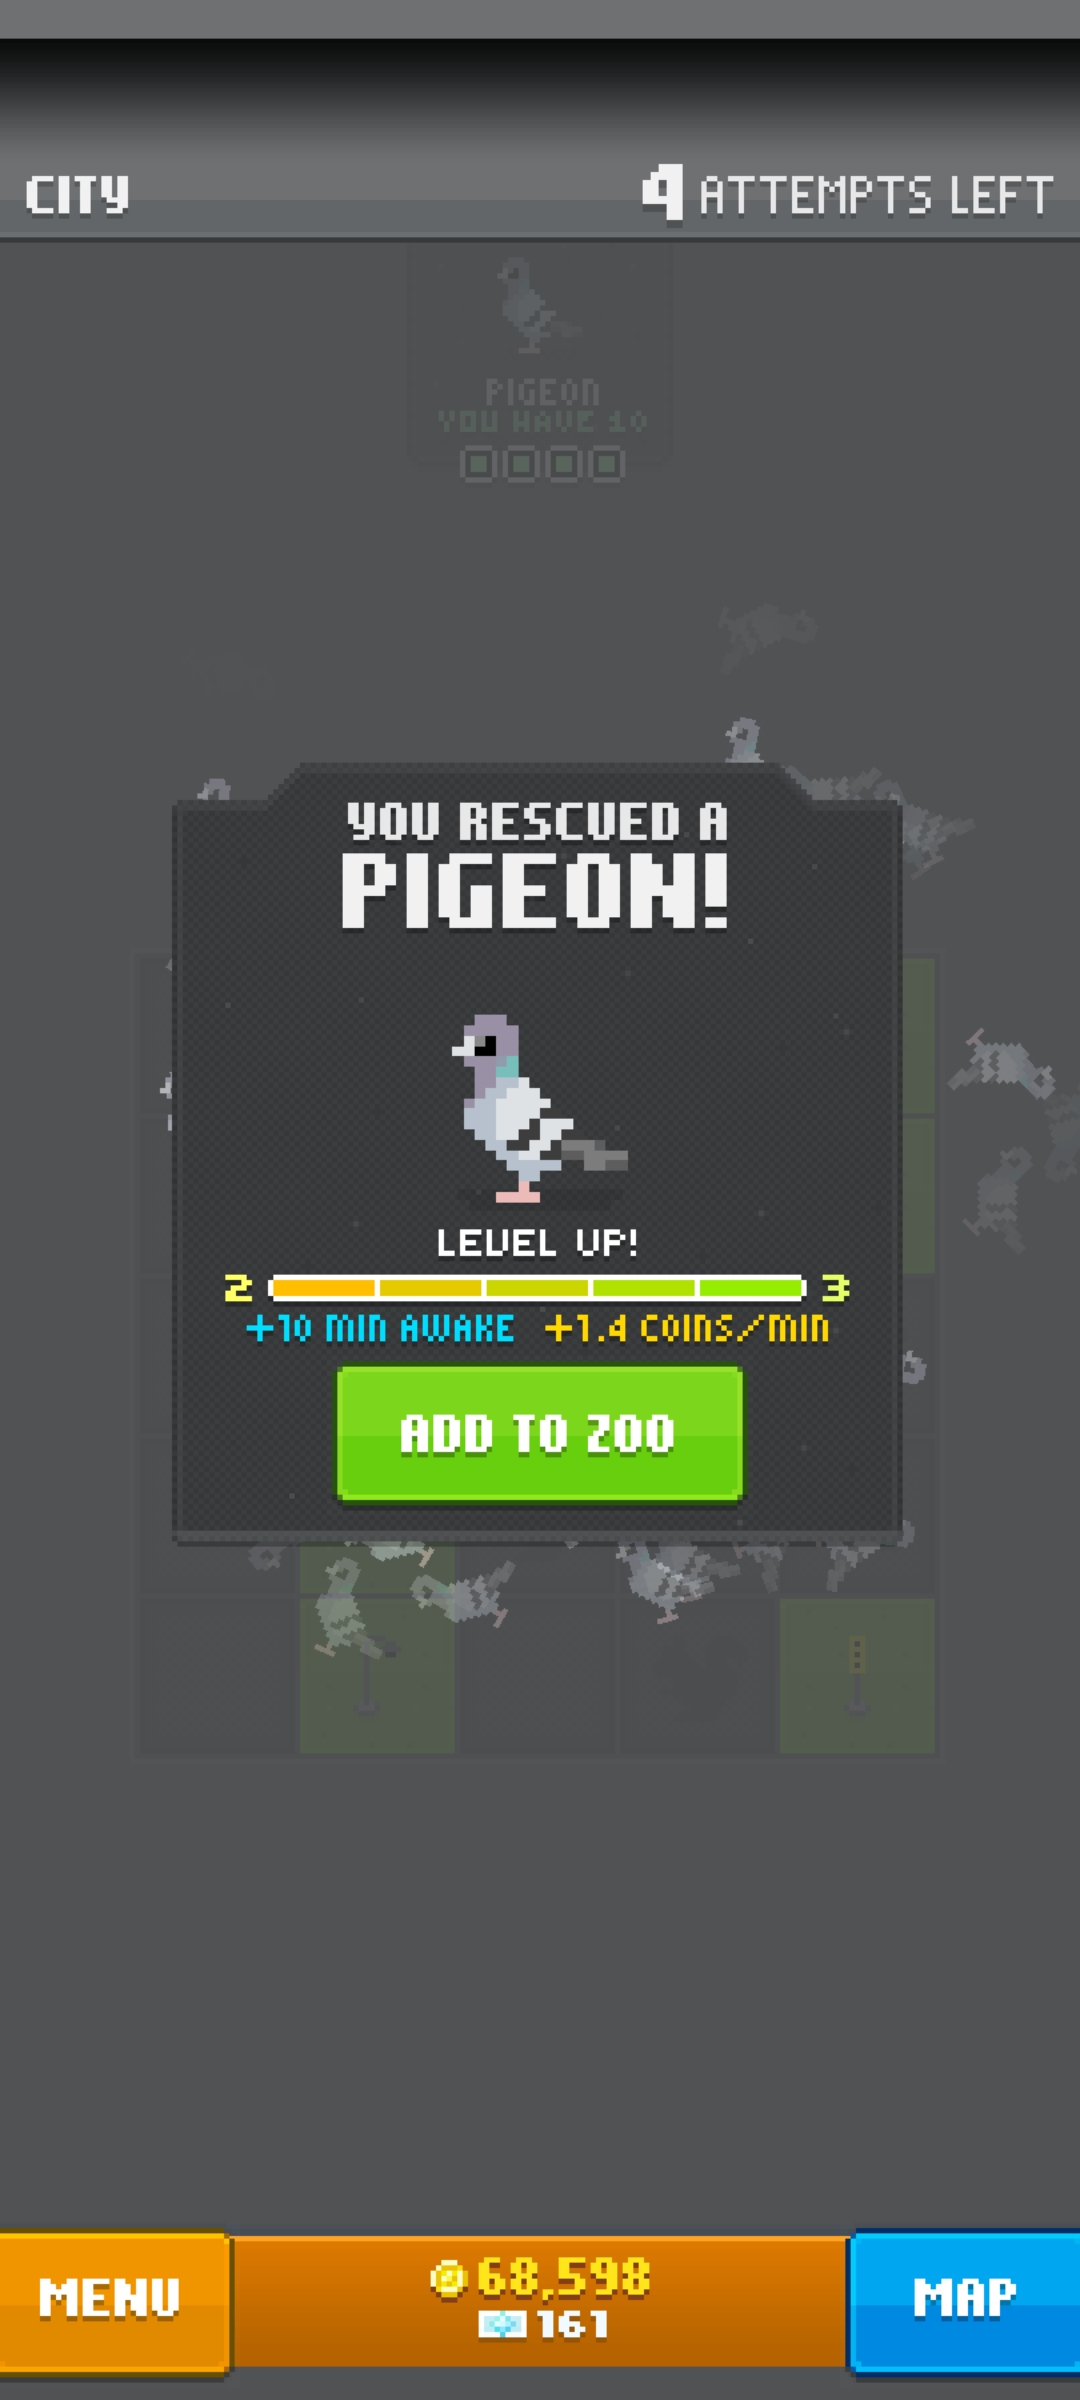 CITY
4 ATTEMPTS LEFT
PIGEON
YOU HAVE 10
YOU RESCUED A
PIGEON!
LEVEL UP!
2 3
+10 MIN AWAKE +1.4 COINS/MIN
ADD TO ZOO
MENU
68,598
161
MAP